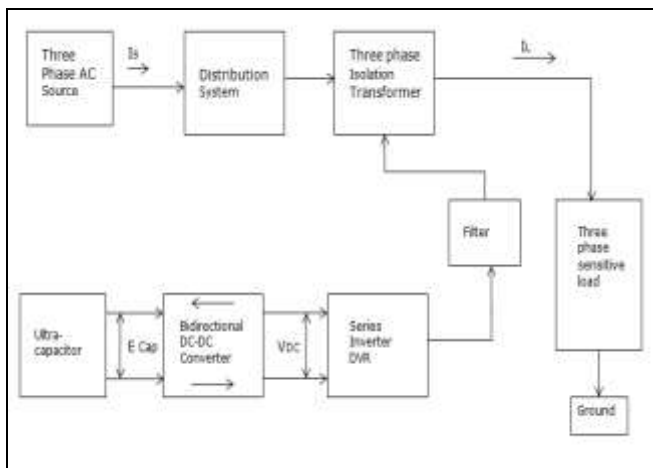 Three
Phase AC
Source
Is
Distribution
System
Three phase
Isolation
Transformer
IL
Filter
Three
phase
sensitive
load
Ultra-
capacitor
E Cap
Bidirectional
DC-DC
Converter
VDC
Series
Inverter
DVR
Ground